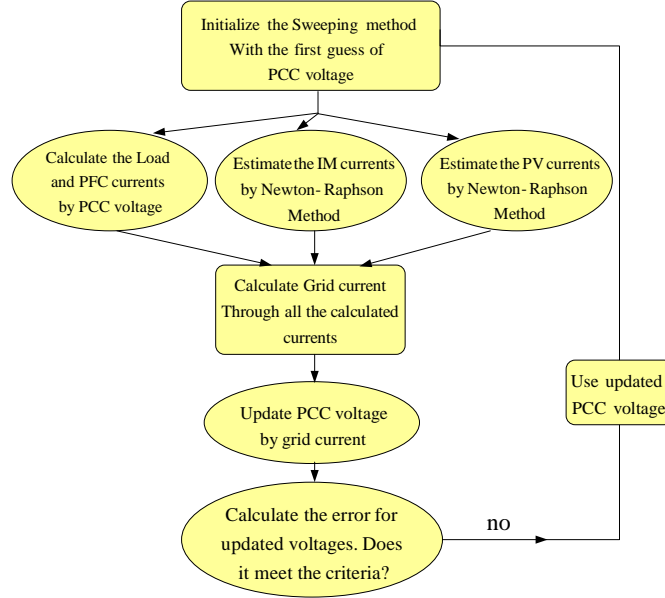 Initialize the Sweeping method
With the first guess of
PCC voltage
Calculate the Load
and PFC currents
by PCC voltage
Estimate the IM currents
by Newton- Raphson
Method
Estimate the PV currents
by Newton- Raphson
Method
Calculate Grid current
Through all the calculated
currents
Use updated
PCC voltage
Update PCC voltage
by grid current
Calculate the error for
updated voltages. Does
it meet the criteria?
no